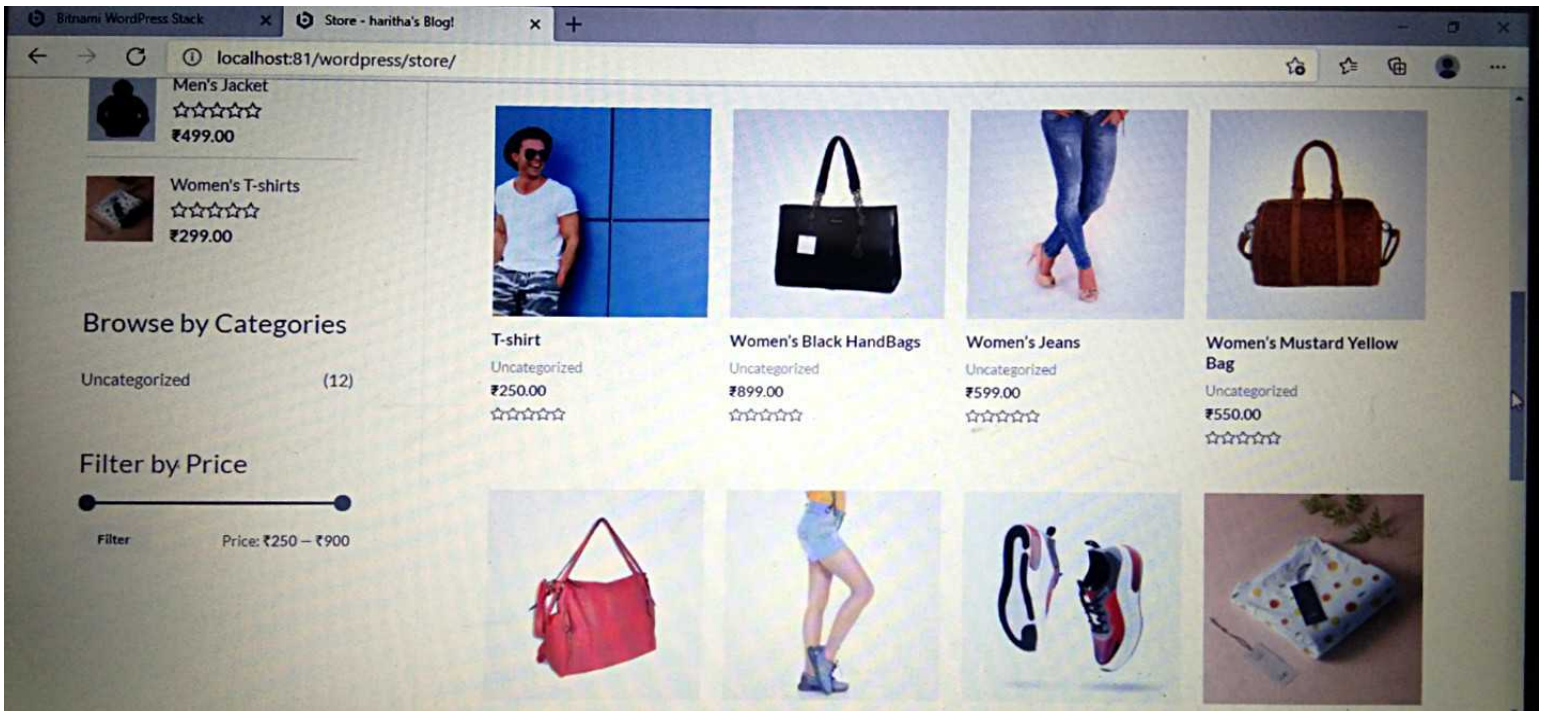 Bitnami WordPress Stack
Store - haritha's Blog!
localhost:81/wordpress/store/
Men's Jacket
₹499.00
Women's T-shirts
₹299.00
Browse by Categories
Uncategorized (12)
Filter by Price
Filter Price: ₹250 — ₹900
T-shirt
Uncategorized
₹250.00
Women's Black HandBags
Uncategorized
₹899.00
Women's Jeans
Uncategorized
₹599.00
Women's Mustard Yellow
Bag
Uncategorized
₹550.00